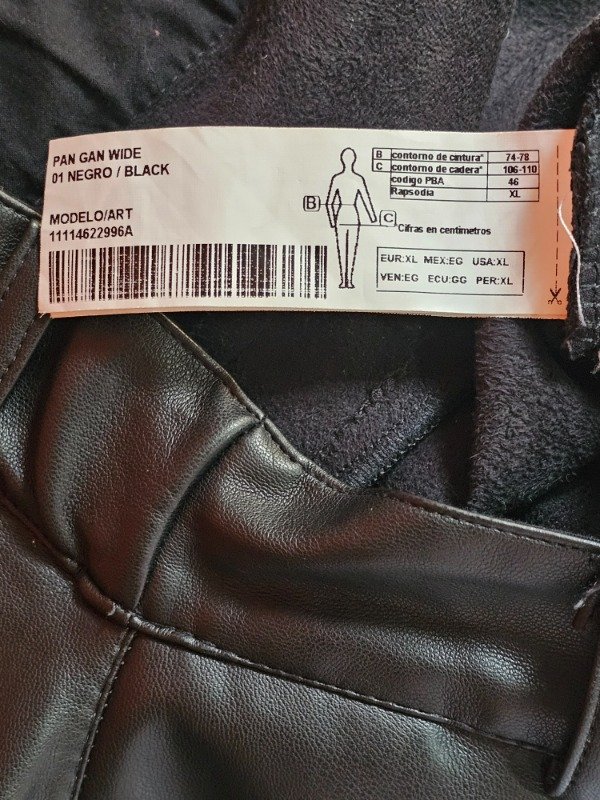 PAN GAN WIDE
01 NEGRO / BLACK
MODELO/ART
11114622996A
B contorno de cintura* 74-78
C contorno de cadera* 106-110
codigo PBA 46
Rapsodia XL
B
C
Cifras en centimetros
EUR:XL MEX:EG USA:XL
VEN:EG ECU:GG PER:XL